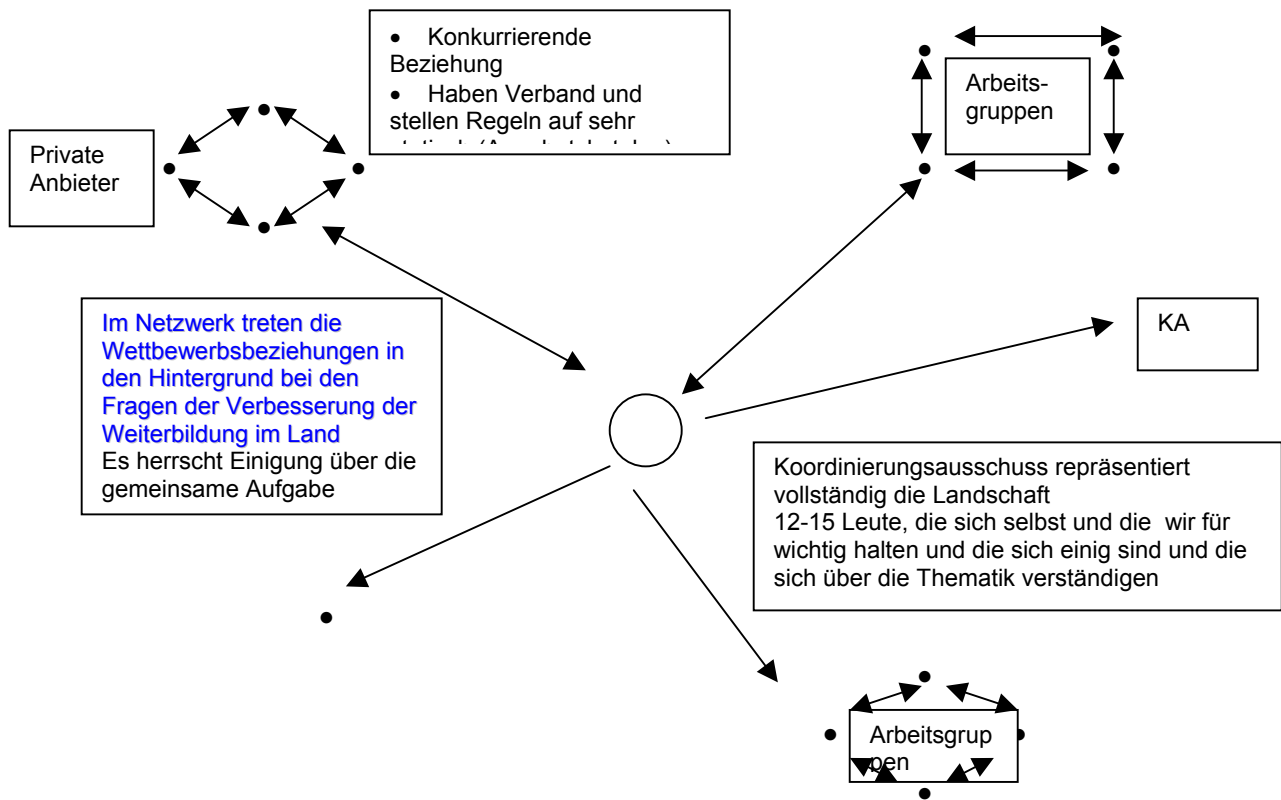 • Konkurrierende
Beziehung
• Haben Verband und
stellen Regeln auf sehr
Private
Anbieter
Arbeits-
gruppen
KA
Im Netzwerk treten die
Wettbewerbsbeziehungen in
den Hintergrund bei den
Fragen der Verbesserung der
Weiterbildung im Land
Es herrscht Einigung über die
gemeinsame Aufgabe
Koordinierungsausschuss repräsentiert
vollständig die Landschaft
12-15 Leute, die sich selbst und die wir für
wichtig halten und die sich einig sind und die
sich über die Thematik verständigen
Arbeitsgrup
pen